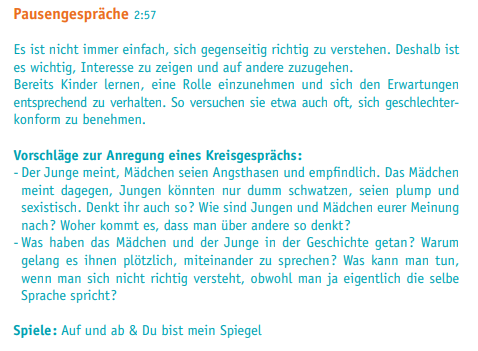 Pausengespräche 2:57
Es ist nicht immer einfach, sich gegenseitig richtig zu verstehen. Deshalb ist
es wichtig, Interesse zu zeigen und auf andere zuzugehen.
Bereits Kinder lernen, eine Rolle einzunehmen und sich den Erwartungen
entsprechend zu verhalten. So versuchen sie etwa auch oft, sich geschlechter-
konform zu benehmen.
Vorschläge zur Anregung eines Kreisgesprächs:
- Der Junge meint, Mädchen seien Angsthasen und empfindlich. Das Mädchen
meint dagegen, Jungen könnten nur dumm schwatzen, seien plump und
sexistisch. Denkt ihr auch so? Wie sind Jungen und Mädchen eurer Meinung
nach? Woher kommt es, dass man über andere so denkt?
- Was haben das Mädchen und der Junge in der Geschichte getan? Warum
gelang es ihnen plötzlich, miteinander zu sprechen? Was kann man tun,
wenn man sich nicht richtig versteht, obwohl man ja eigentlich die selbe
Sprache spricht?
Spiele: Auf und ab & Du bist mein Spiegel